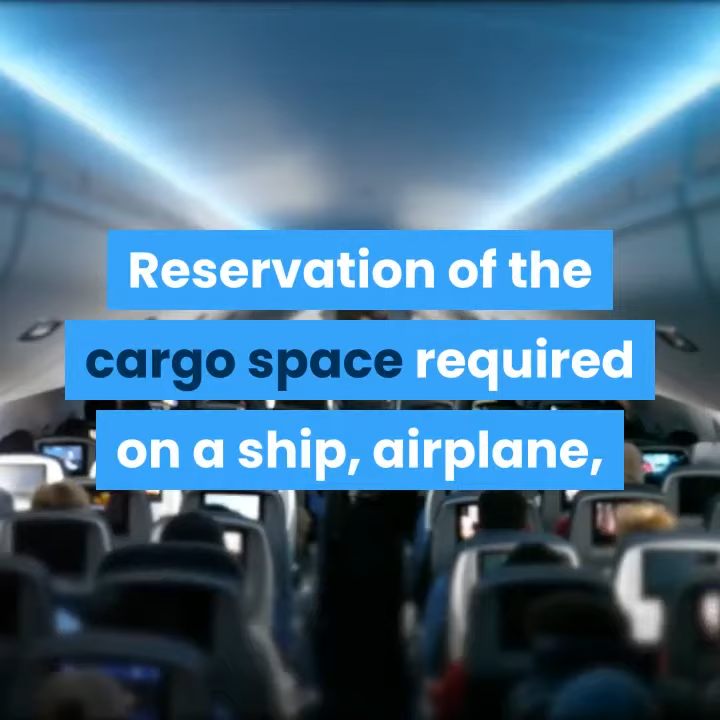 Reservation of the
cargo space required
on a ship, airplane,